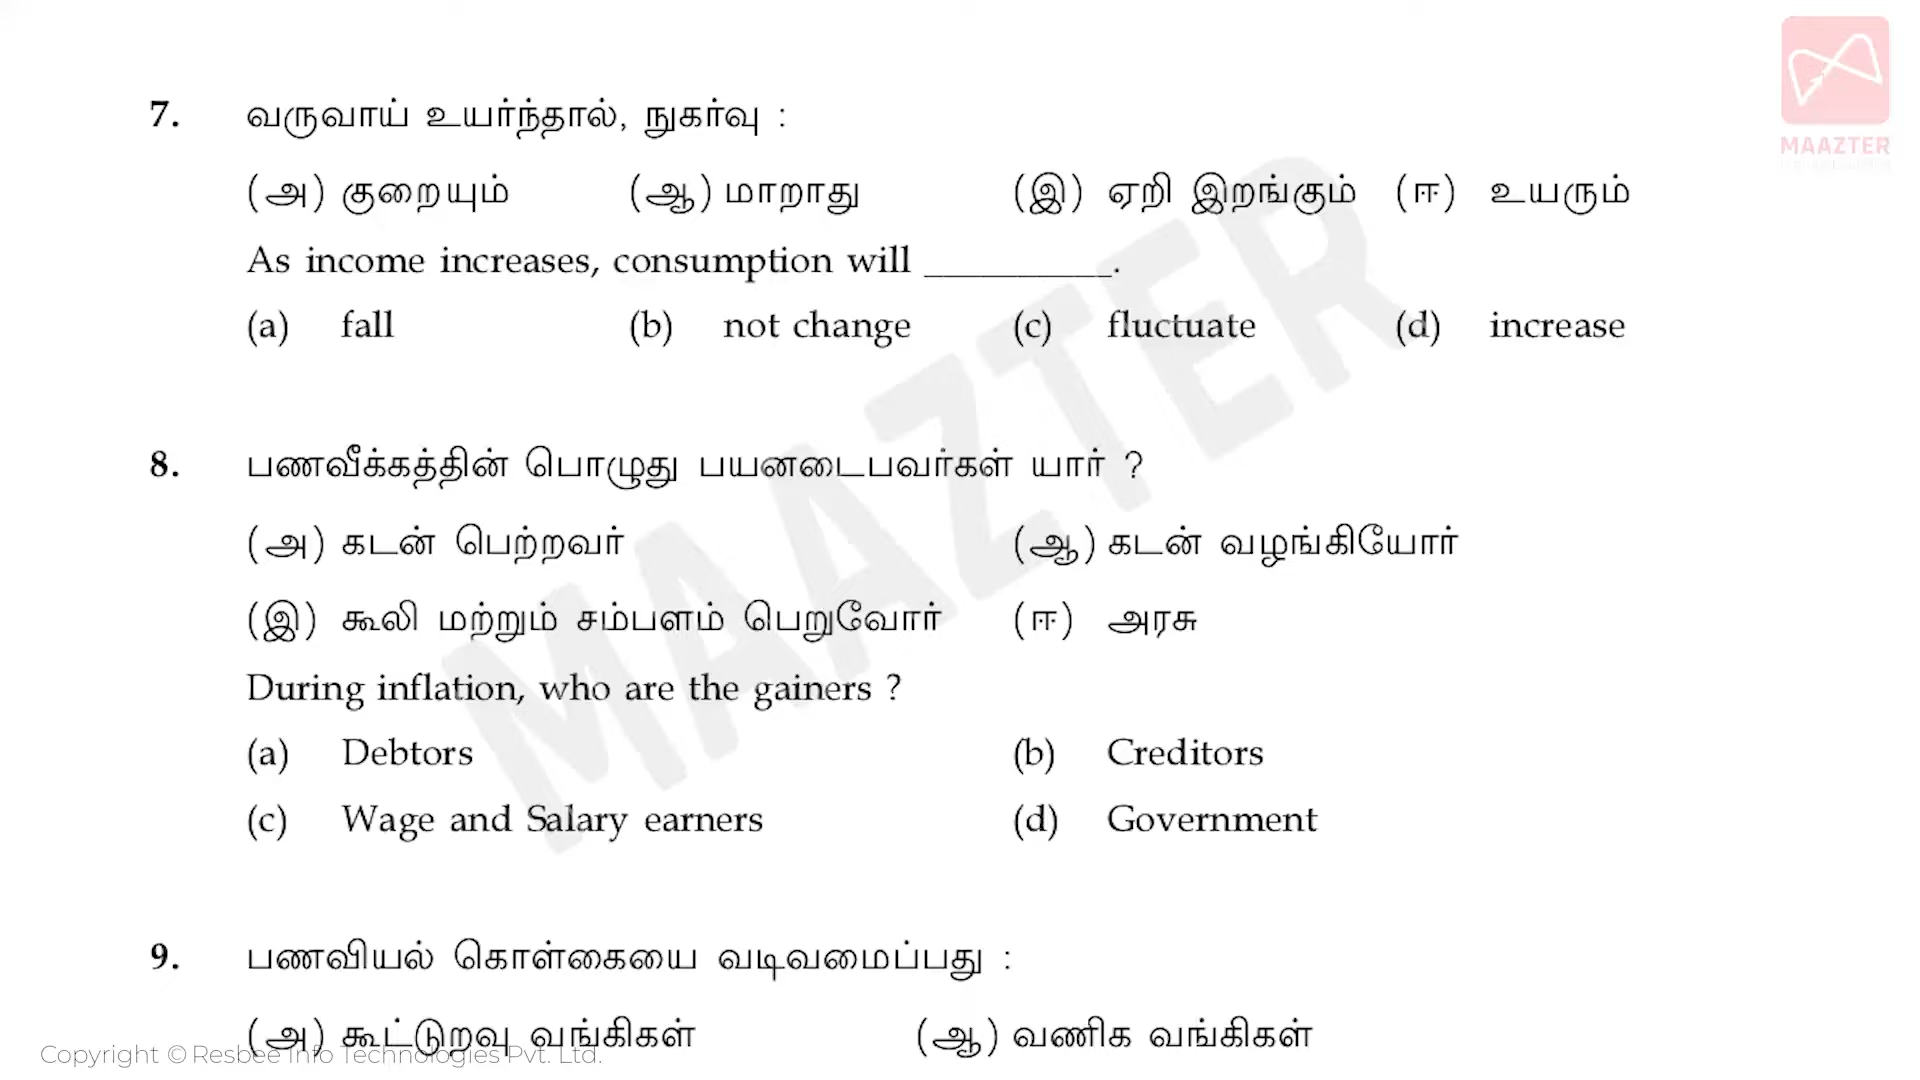 MAAZTER
7. வருவாய் உயர்ந்தால், நுகர்வு :
(அ) குறையும் (ஆ) மாறாது (இ) ஏறி இறங்கும் (ஈ) உயரும்
As income increases, consumption will __________.
(a) fall (b) not change (c) fluctuate (d) increase
8. பணவீக்கத்தின் பொழுது பயனடைபவர்கள் யார் ?
(அ) கடன் பெற்றவர் (ஆ) கடன் வழங்கியோர்
(இ) கூலி மற்றும் சம்பளம் பெறுவோர் (ஈ) அரசு
During inflation, who are the gainers ?
(a) Debtors (b) Creditors
(c) Wage and Salary earners (d) Government
MAAZTER
9. பணவியல் கொள்கையை வடிவமைப்பது :
(அ) கூட்டுறவு வங்கிகள் (ஆ) வணிக வங்கிகள்
Copyright © Resbee Info Technologies Pvt. Ltd.